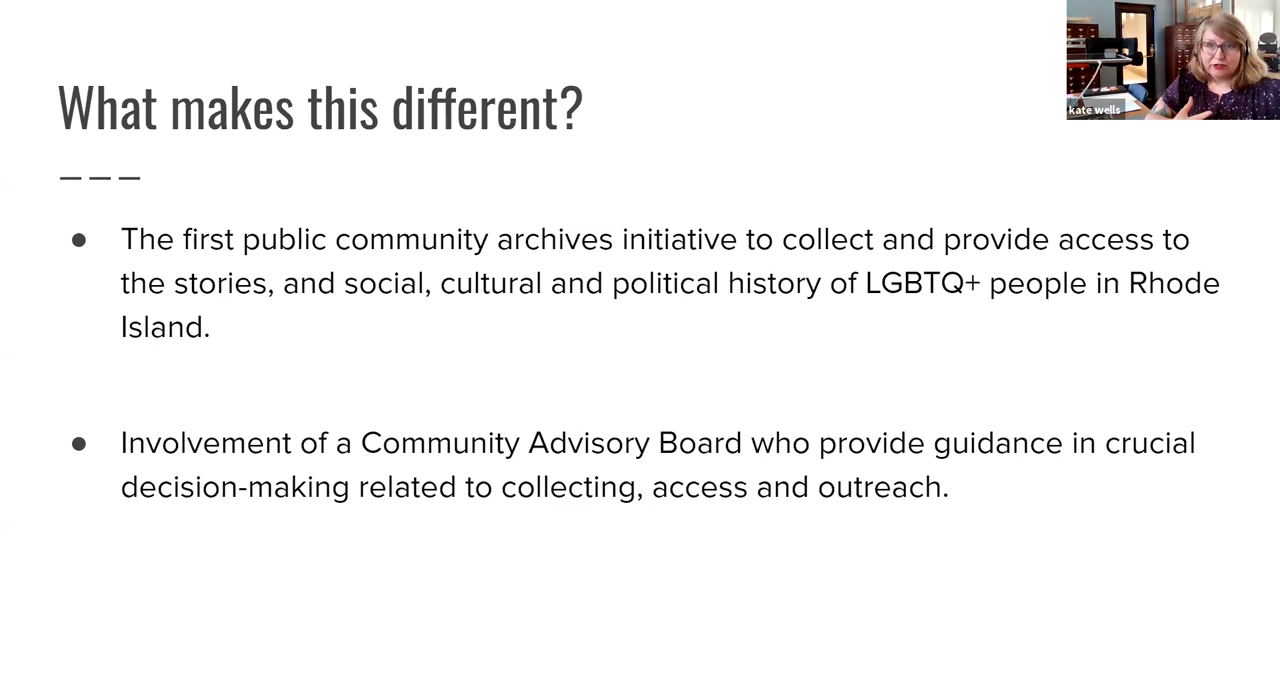 What makes this different?
kate wells
The first public community archives initiative to collect and provide access to
the stories, and social, cultural and political history of LGBTQ+ people in Rhode
Island.
Involvement of a Community Advisory Board who provide guidance in crucial
decision-making related to collecting, access and outreach.